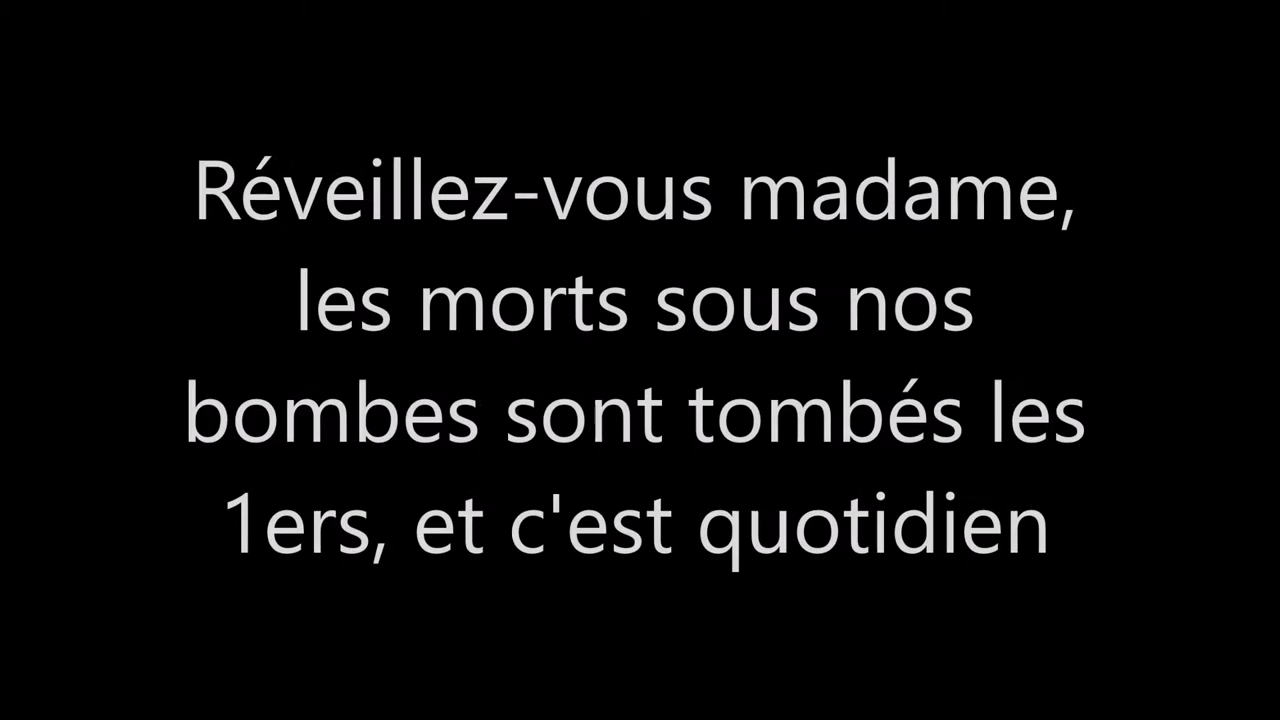 Réveillez-vous madame,
les morts sous nos
bombes sont tombés les
1ers, et c'est quotidien